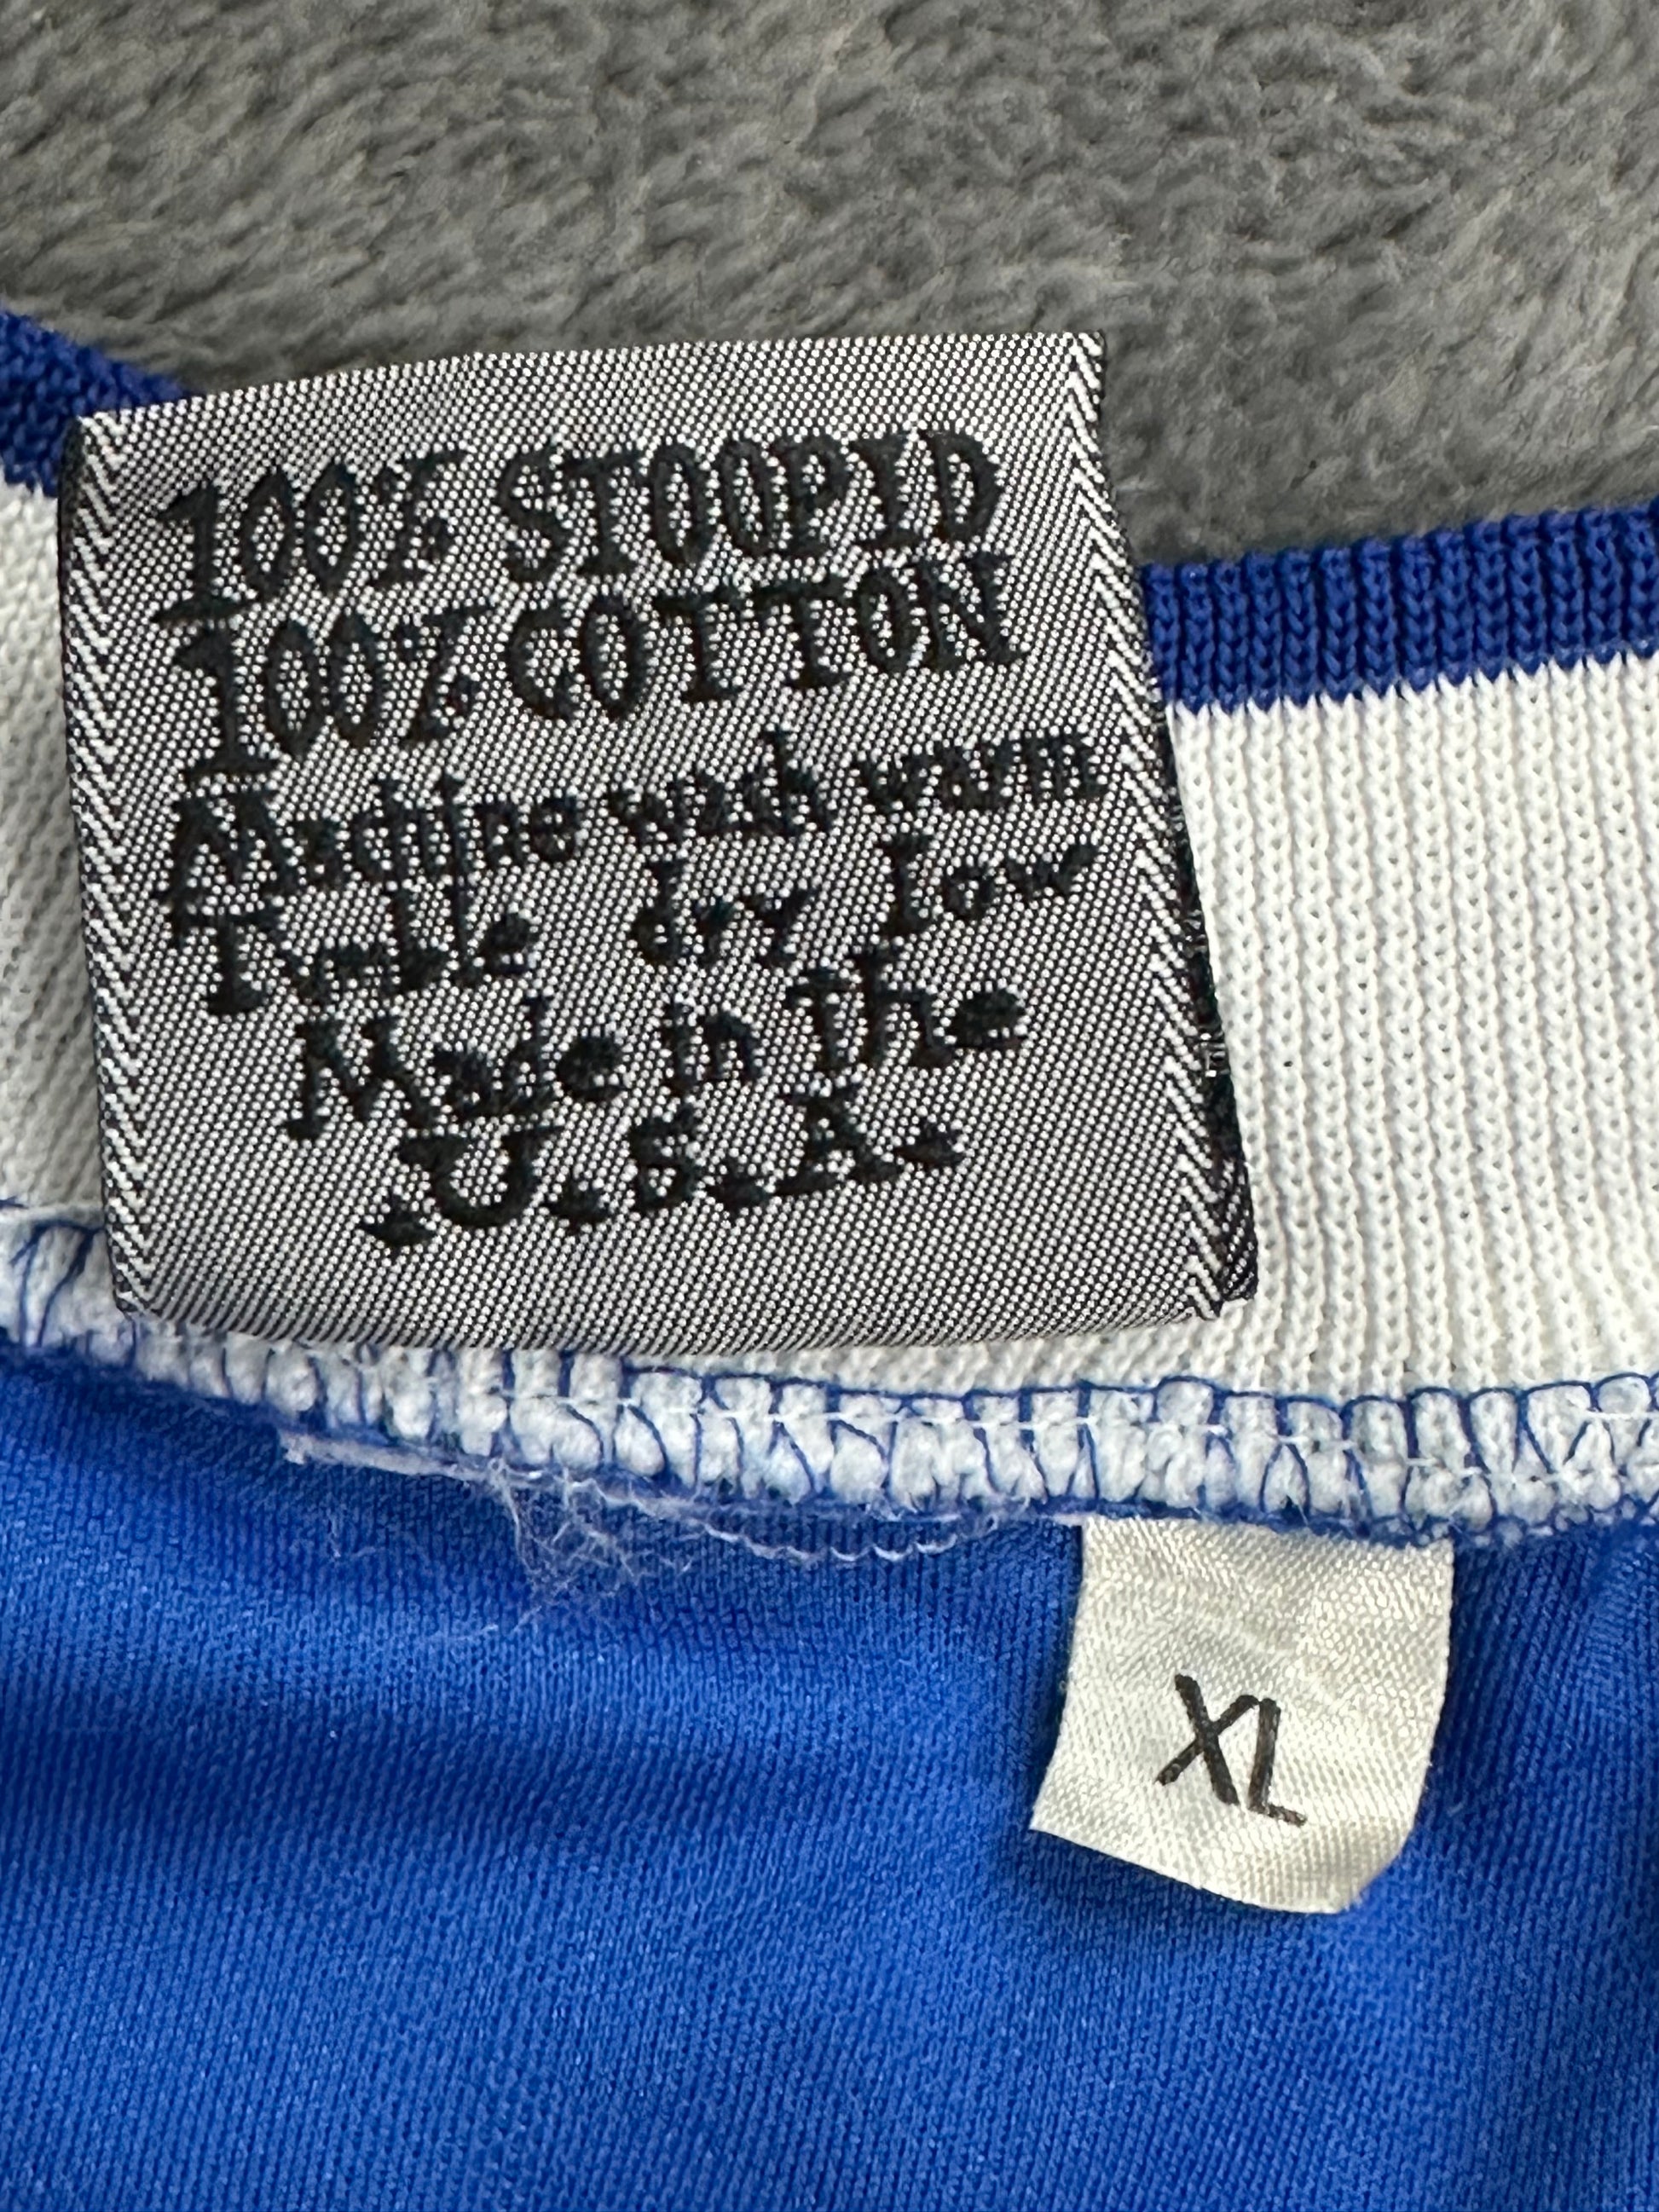 100% STOOPID
100% COTTON
Machine wash warm
Tumble dry low
Made in the
.U.S.A.
XL